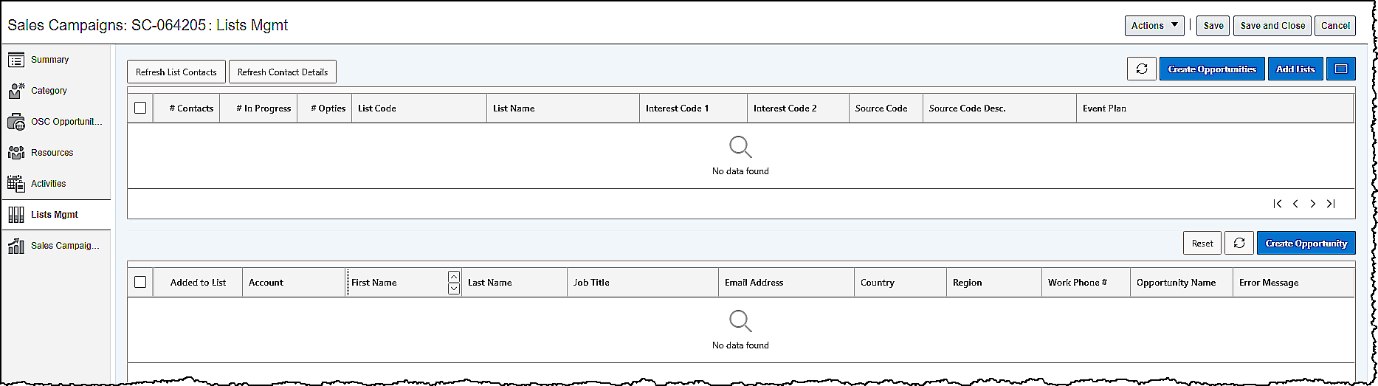 Sales Campaigns: SC-064205 : Lists Mgmt
Actions Save Save and Close Cancel
Summary
Category
OSC Opportunit...
Resources
Activities
Lists Mgmt
Sales Campaig...
Refresh List Contacts Refresh Contact Details Create Opportunities Add Lists
# Contacts # In Progress # Opties List Code List Name Interest Code 1 Interest Code 2 Source Code Source Code Desc. Event Plan
No data found
Reset Create Opportunity
Added to List Account First Name Last Name Job Title Email Address Country Region Work Phone # Opportunity Name Error Message
No data found